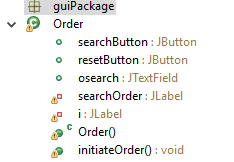 guiPackage
Order
searchButton : JButton
resetButton : JButton
osearch : JTextField
searchOrder : JLabel
i : JLabel
Order()
initiateOrder() : void